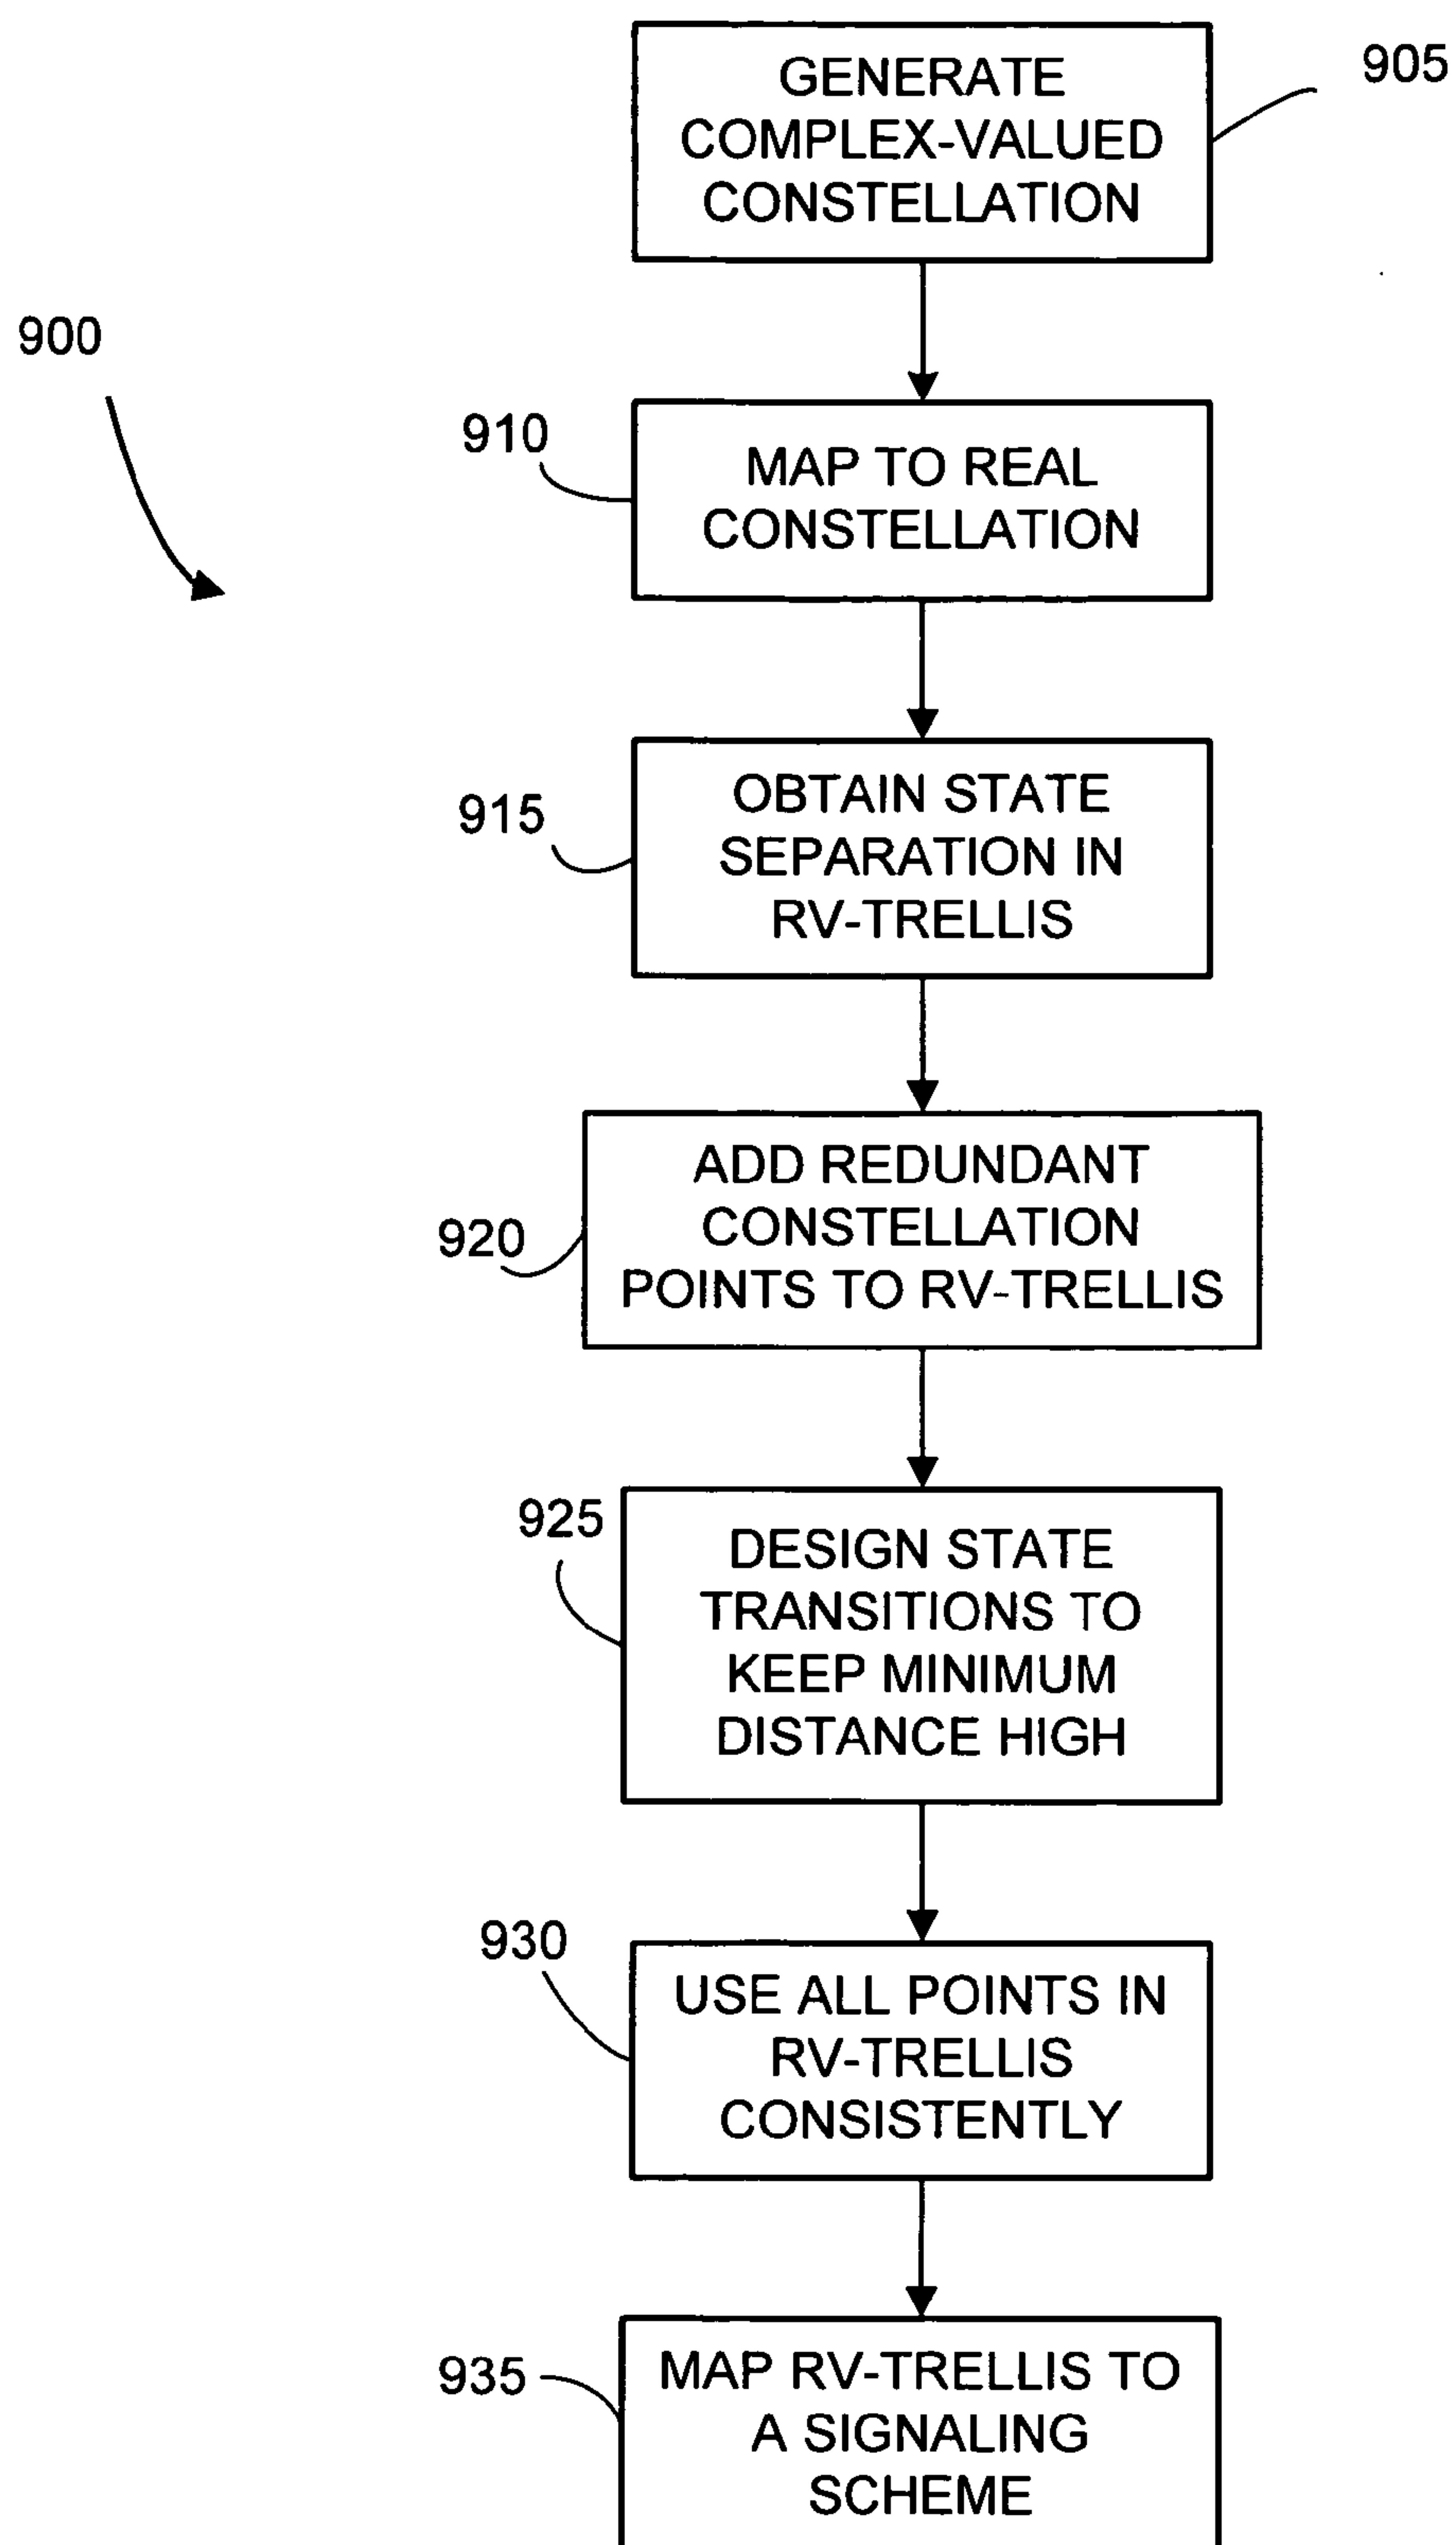 GENERATE
COMPLEX-VALUED
CONSTELLATION
905
900
910
MAP TO REAL
CONSTELLATION
915
OBTAIN STATE
SEPARATION IN
RV-TRELLIS
920
ADD REDUNDANT
CONSTELLATION
POINTS TO RV-TRELLIS
925
DESIGN STATE
TRANSITIONS TO
KEEP MINIMUM
DISTANCE HIGH
930
USE ALL POINTS IN
RV-TRELLIS
CONSISTENTLY
935
MAP RV-TRELLIS TO
A SIGNALING
SCHEME